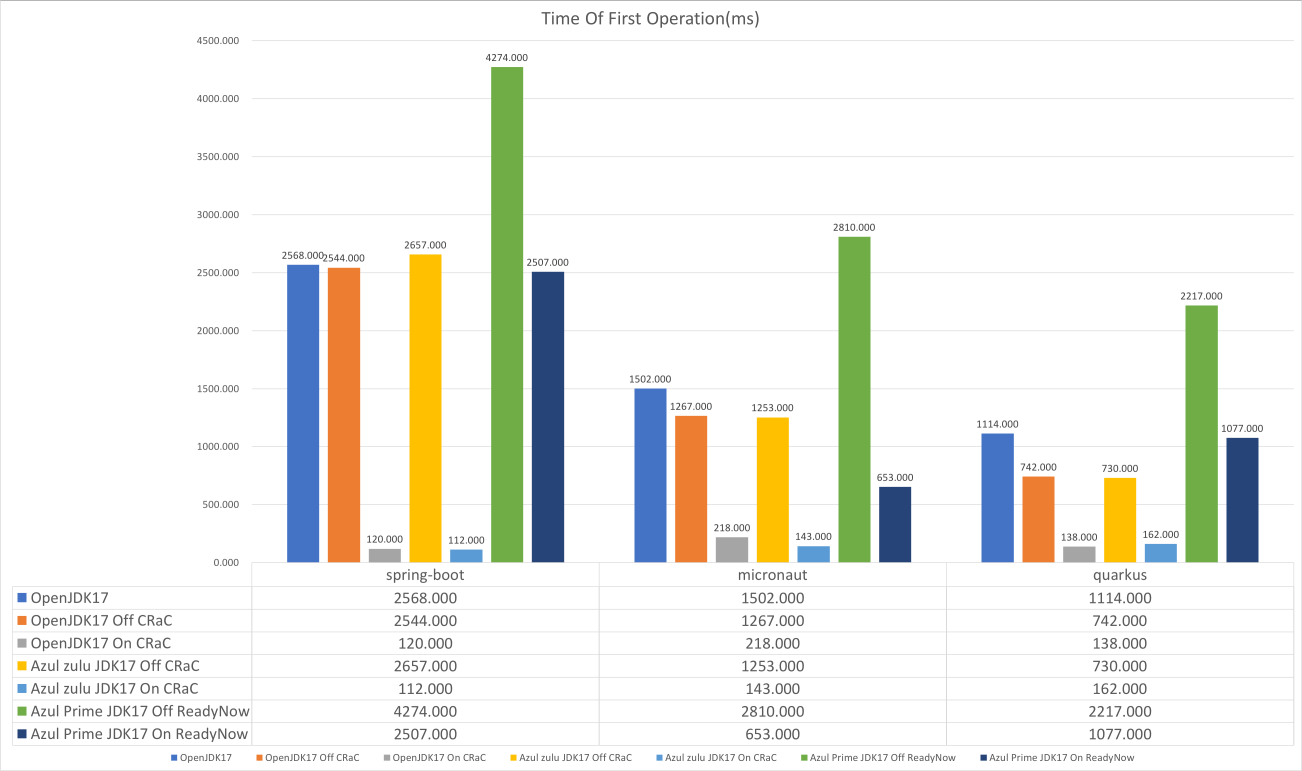 Time Of First Operation(ms)
4500.000
4000.000
3500.000
3000.000
2500.000
2000.000
1500.000
1000.000
500.000
0.000
2568.000 2544.000 120.000 2657.000 112.000 4274.000 2507.000
1502.000 1267.000 218.000 1253.000 143.000 2810.000 653.000
1114.000 742.000 138.000 730.000 162.000 2217.000 1077.000
spring-boot micronaut quarkus
OpenJDK17 2568.000 1502.000 1114.000
OpenJDK17 Off CRaC 2544.000 1267.000 742.000
OpenJDK17 On CRaC 120.000 218.000 138.000
Azul zulu JDK17 Off CRaC 2657.000 1253.000 730.000
Azul zulu JDK17 On CRaC 112.000 143.000 162.000
Azul Prime JDK17 Off ReadyNow 4274.000 2810.000 2217.000
Azul Prime JDK17 On ReadyNow 2507.000 653.000 1077.000
OpenJDK17 OpenJDK17 Off CRaC OpenJDK17 On CRaC Azul zulu JDK17 Off CRaC Azul zulu JDK17 On CRaC Azul Prime JDK17 Off ReadyNow Azul Prime JDK17 On ReadyNow